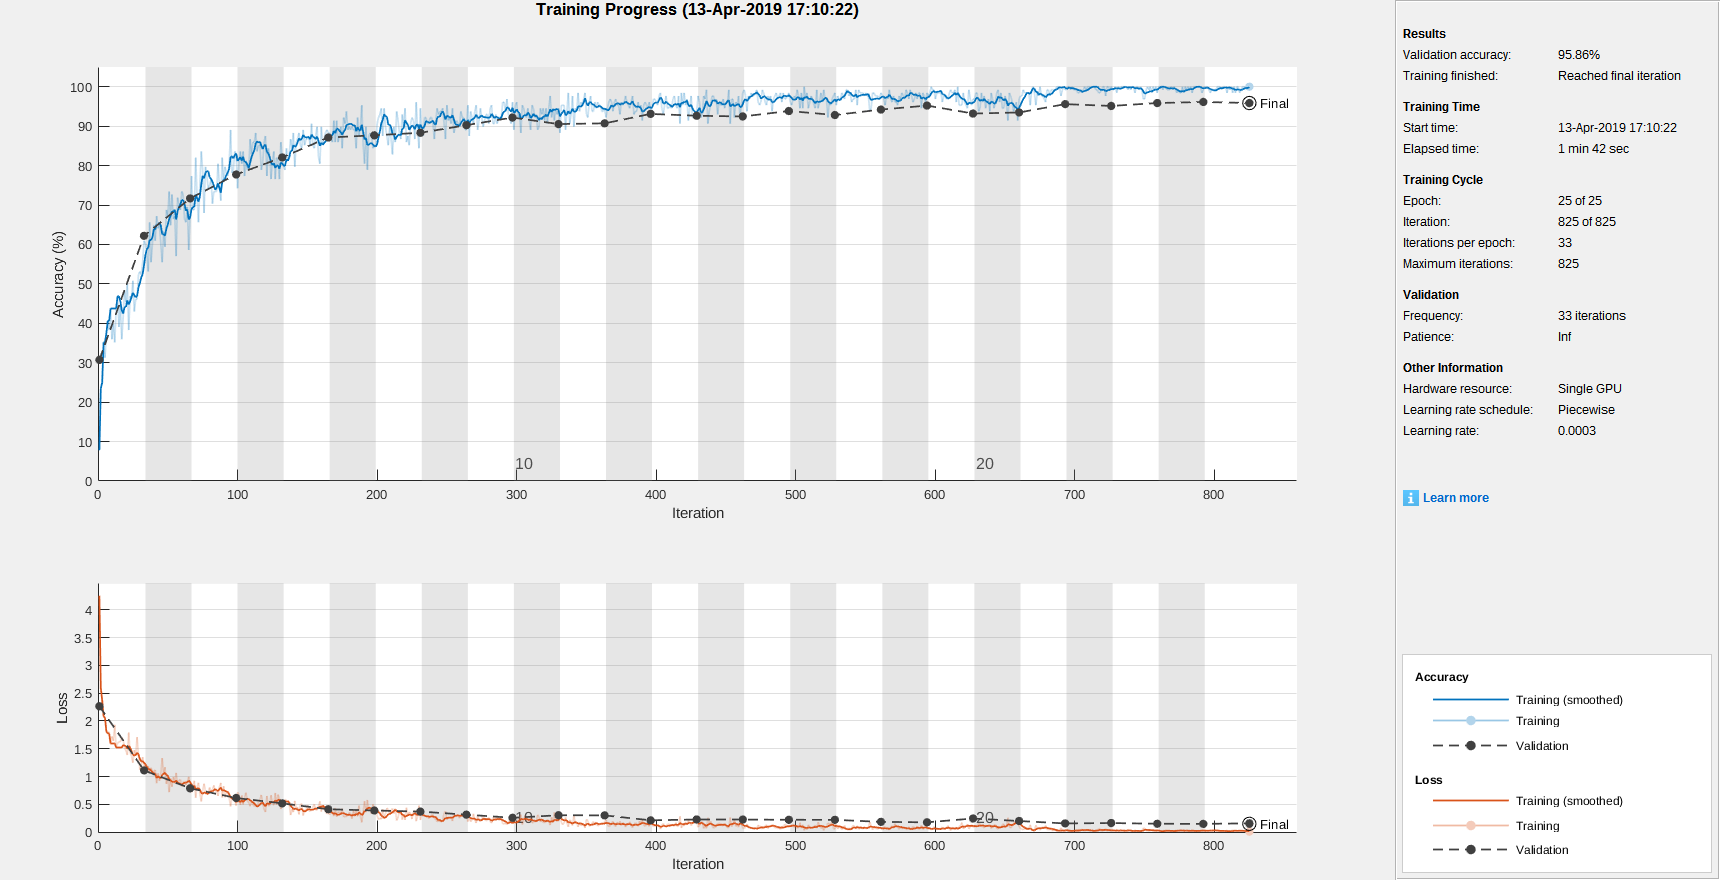 Training Progress (13-Apr-2019 17:10:22)
100
90
80
70
60
50
40
30
20
10
0
Accuracy (%)
Final
10
20
0 100 200 300 400 500 600 700 800
Iteration
4
3.5
3
2.5
2
1.5
1
0.5
0
Loss
10
20
Final
0 100 200 300 400 500 600 700 800
Iteration
Results
Validation accuracy: 95.86%
Training finished: Reached final iteration
Training Time
Start time: 13-Apr-2019 17:10:22
Elapsed time: 1 min 42 sec
Training Cycle
Epoch: 25 of 25
Iteration: 825 of 825
Iterations per epoch: 33
Maximum iterations: 825
Validation
Frequency: 33 iterations
Patience: Inf
Other Information
Hardware resource: Single GPU
Learning rate schedule: Piecewise
Learning rate: 0.0003
i Learn more
Accuracy
Training (smoothed)
Training
Validation
Loss
Training (smoothed)
Training
Validation